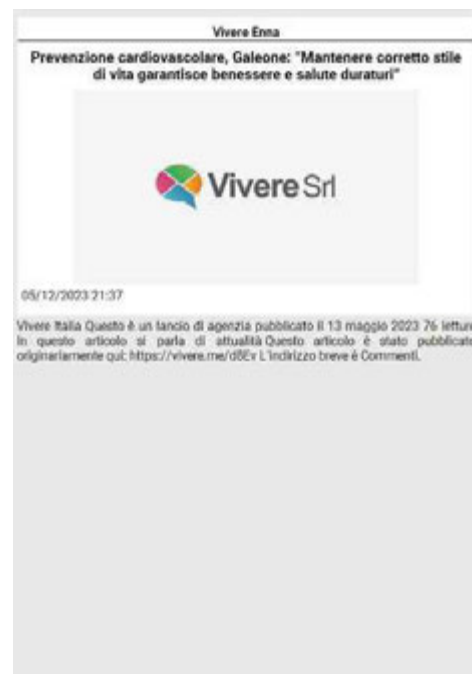 Vivere Enna
Prevenzione cardiovascolare, Galeone: "Mantenere corretto stile
di vita garantisce benessere e salute duraturi"
Vivere Srl
05/12/2023 21:37
Vivere Italia Questo è un lancio di agenzia pubblicato il 13 maggio 2023 76 letture
In questo articolo si parla di attualità Questo articolo è stato pubblicato
originariamente qui: https://vivere.me/d8Ev L'indirizzo breve è Commenti.